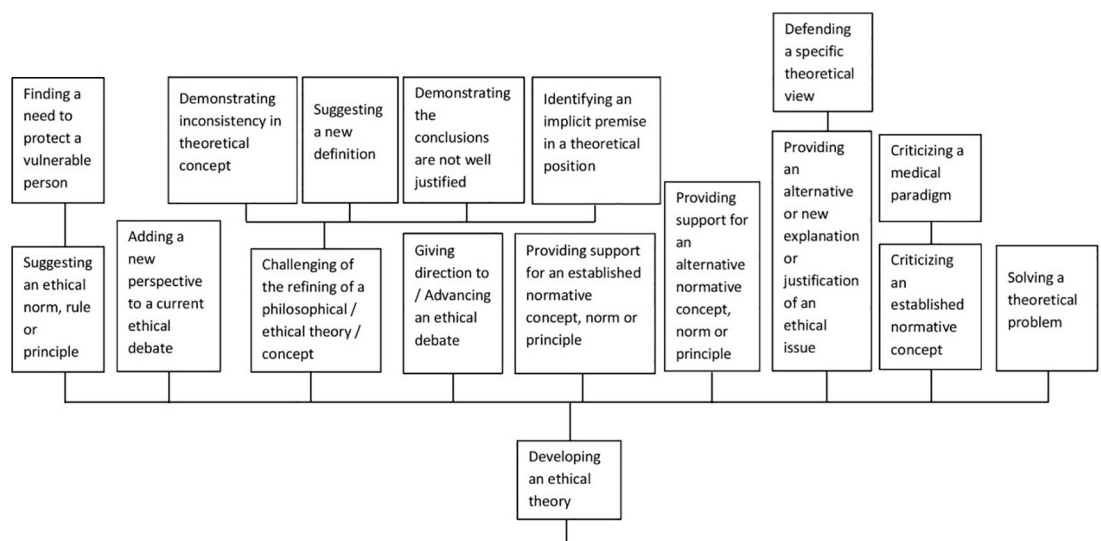 Defending
a specific
theoretical
view
Finding a
need to
protect a
vulnerable
person
Demonstrating
inconsistency in
theoretical
concept
Suggesting
a new
definition
Demonstrating
the
conclusions
are not well
justified
Identifying an
implicit premise
in a theoretical
position
Providing
support for
an
alternative
normative
concept,
norm or
principle
Providing
an
alternative
or new
explanation
or
justification
of an
ethical
issue
Criticizing a
medical
paradigm
Suggesting
an ethical
norm, rule
or
principle
Adding a
new
perspective
to a current
ethical
debate
Challenging of
the refining of a
philosophical /
ethical theory /
concept
Giving
direction to
/ Advancing
an ethical
debate
Providing support
for an established
normative
concept, norm or
principle
Criticizing
an
established
normative
concept
Solving a
theoretical
problem
Developing
an ethical
theory